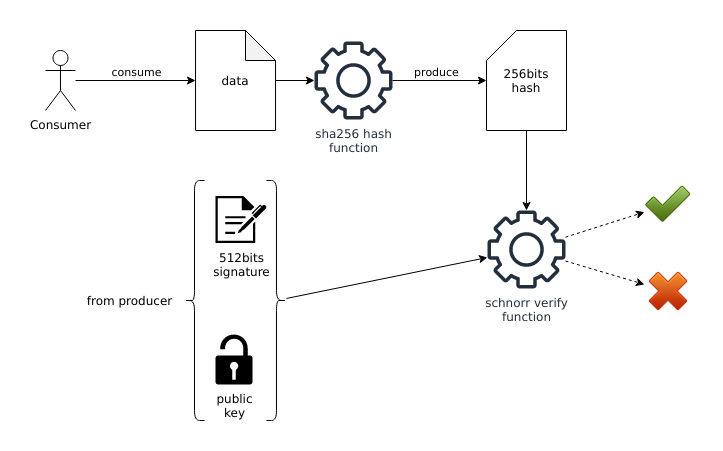 consume
data
produce
256bits
hash
Consumer
sha256 hash
function
512bits
signature
from producer
schnorr verify
function
public
key